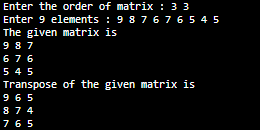 Enter the order of matrix : 3 3
Enter 9 elements : 9 8 7 6 7 6 5 4 5
The given matrix is
9 8 7
6 7 6
5 4 5
Transpose of the given matrix is
9 6 5
8 7 4
7 6 5